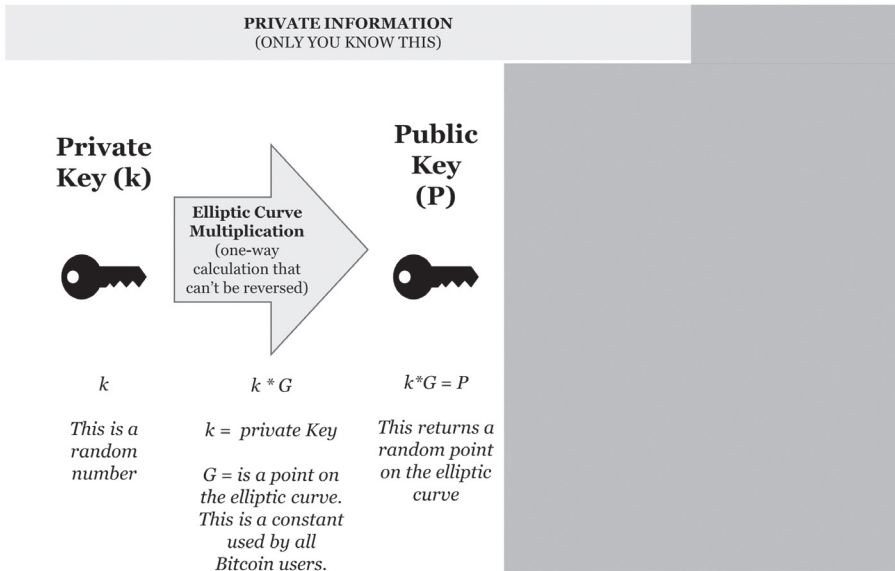 PRIVATE INFORMATION
(ONLY YOU KNOW THIS)
Private
Key (k)
Elliptic Curve
Multiplication
(one-way
calculation that
can't be reversed)
Public
Key
(P)
k
This is a
random
number
k * G
k = private Key
G = is a point on
the elliptic curve.
This is a constant
used by all
Bitcoin users.
k*G = P
This returns a
random point
on the elliptic
curve